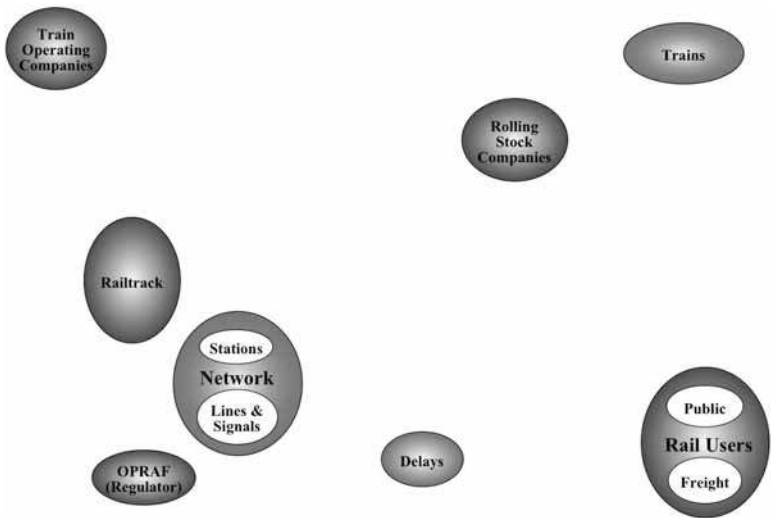 Train
Operating
Companies
Trains
Rolling
Stock
Companies
Railtrack
Stations
Network
Lines &
Signals
OPRAF
(Regulator)
Delays
Public
Rail Users
Freight